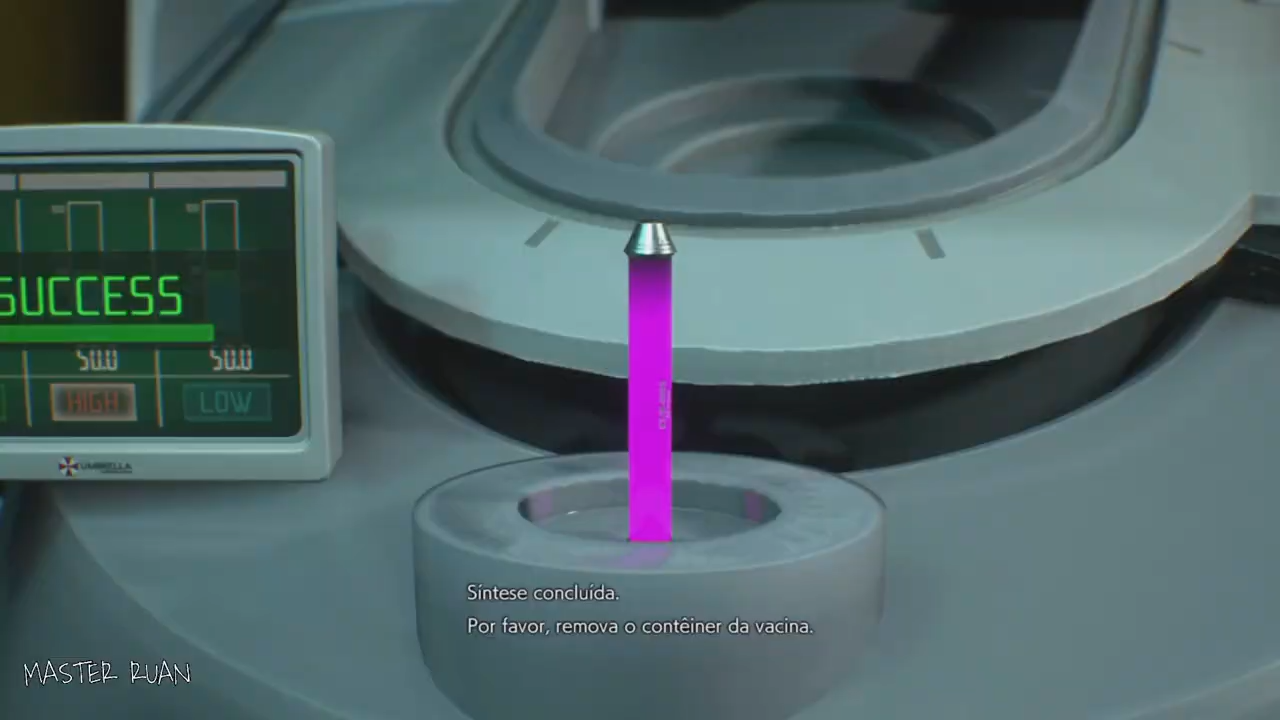 SUCCESS
50.0 50.0
HIGH LOW
UMBRELLA
Síntese concluída.
Por favor, remova o contêiner da vacina.
MASTER RUAN